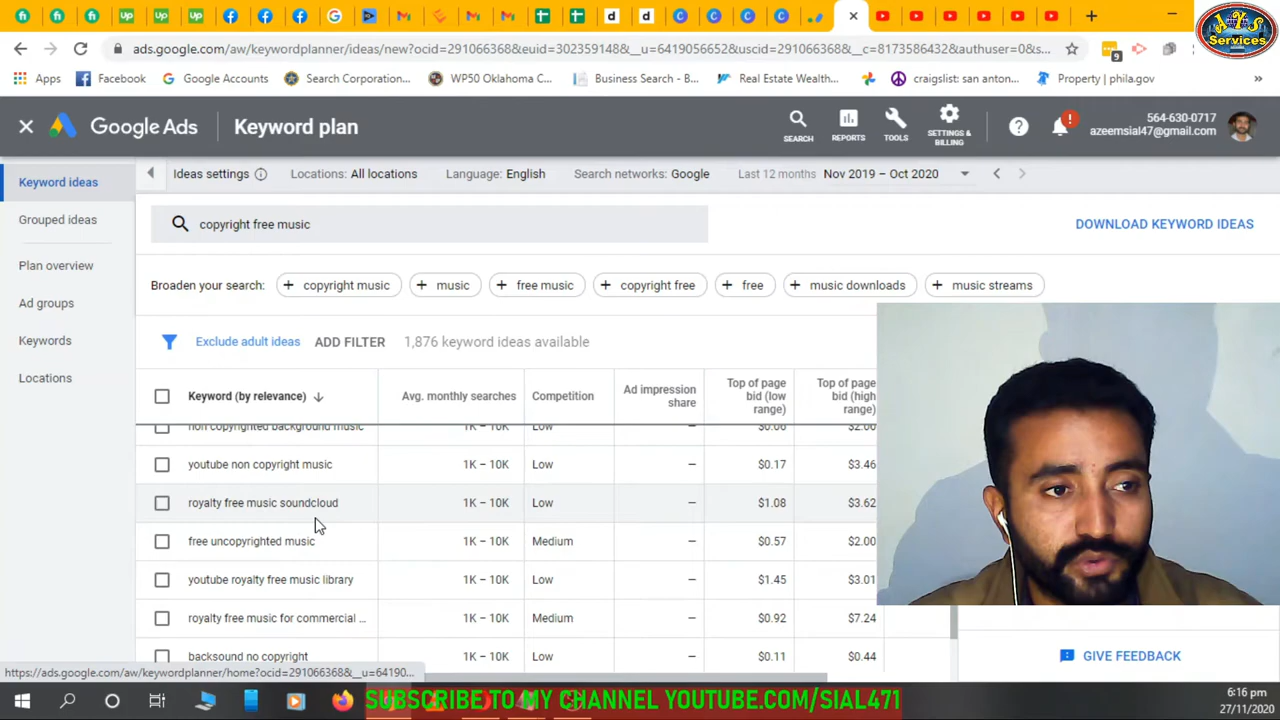 ads.google.com/aw/keywordplanner/ideas/new?ocid=291066368&euid=302359148&__u=6419056652&uscid=291066368&__c=8173586432&authuser=0&s...
9
AYS
Services
Apps
Facebook
Google Accounts
Search Corporation...
WP50 Oklahoma C...
Business Search - B...
Real Estate Wealth...
craigslist: san anton...
Property | phila.gov
Google Ads
Keyword plan
SEARCH
REPORTS
TOOLS
SETTINGS & BILLING
564-630-0717
azeemsial47@gmail.com
Keyword ideas
Grouped ideas
Plan overview
Ad groups
Keywords
Locations
Ideas settings
Locations: All locations
Language: English
Search networks: Google
Last 12 months
Nov 2019 – Oct 2020
copyright free music
DOWNLOAD KEYWORD IDEAS
Broaden your search:
+ copyright music
+ music
+ free music
+ copyright free
+ free
+ music downloads
+ music streams
Exclude adult ideas
ADD FILTER
1,876 keyword ideas available
Keyword (by relevance)
Avg. monthly searches
Competition
Ad impression share
Top of page bid (low range)
Top of page bid (high range)
non copyrighted background music 1K – 10K Low – $0.06 $2.06
youtube non copyright music 1K – 10K Low – $0.17 $3.46
royalty free music soundcloud 1K – 10K Low – $1.08 $3.62
free uncopyrighted music 1K – 10K Medium – $0.57 $2.00
youtube royalty free music library 1K – 10K Low – $1.45 $3.01
royalty free music for commercial ... 1K – 10K Medium – $0.92 $7.24
backsound no copyright 1K – 10K Low – $0.11 $0.44
GIVE FEEDBACK
https://ads.google.com/aw/keywordplanner/home?ocid=291066368&__u=64190...
SUBSCRIBE TO MY CHANNEL YOUTUBE.COM/SIAL471
6:16 pm
27/11/2020